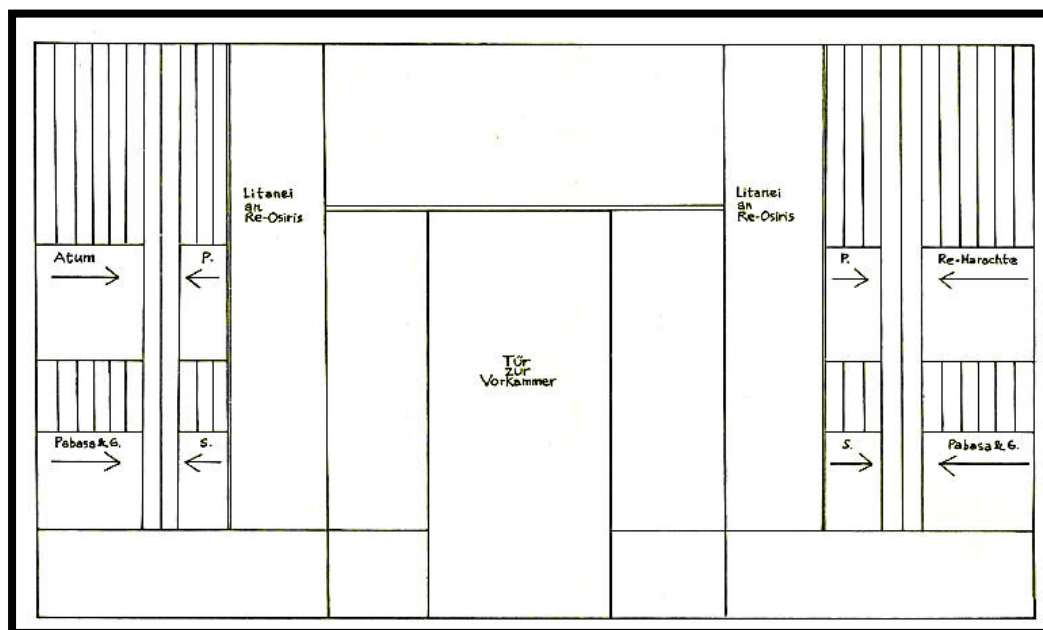 Litanei
an
Re-Osiris
Litanei
an
Re-Osiris
Atum
P.
P.
Re-Harachte
Tür
zur
Vorkammer
Pabasa & G.
S.
S.
Pabasa & G.